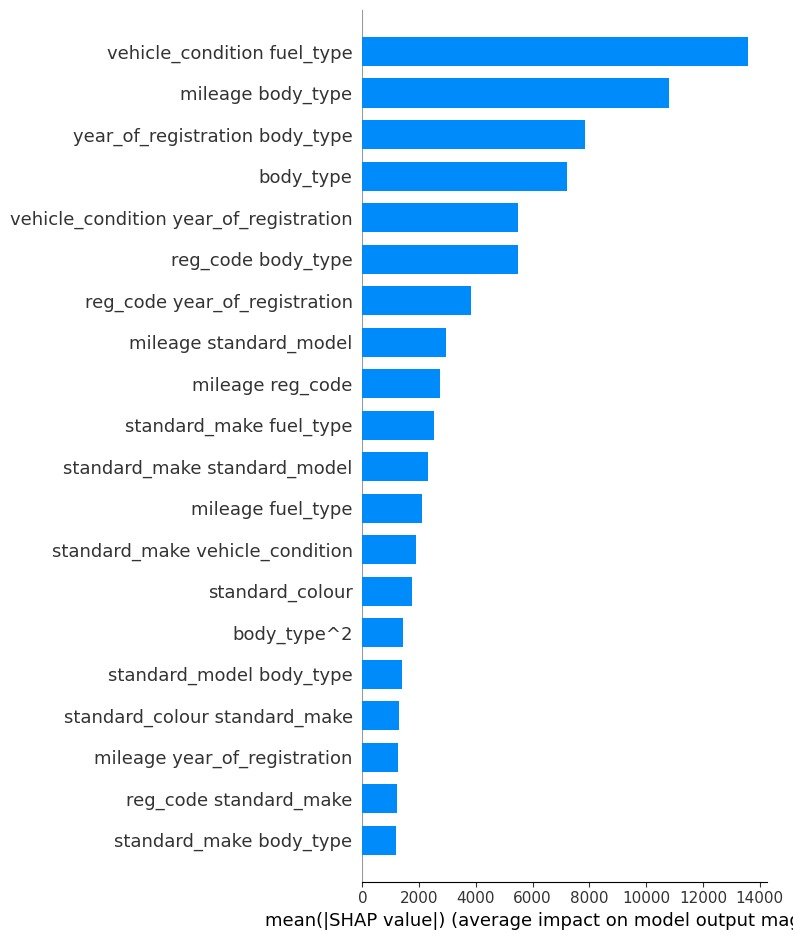 vehicle_condition fuel_type
mileage body_type
year_of_registration body_type
body_type
vehicle_condition year_of_registration
reg_code body_type
reg_code year_of_registration
mileage standard_model
mileage reg_code
standard_make fuel_type
standard_make standard_model
mileage fuel_type
standard_make vehicle_condition
standard_colour
body_type^2
standard_model body_type
standard_colour standard_make
mileage year_of_registration
reg_code standard_make
standard_make body_type
0 2000 4000 6000 8000 10000 12000 14000
mean(|SHAP value|) (average impact on model output mag